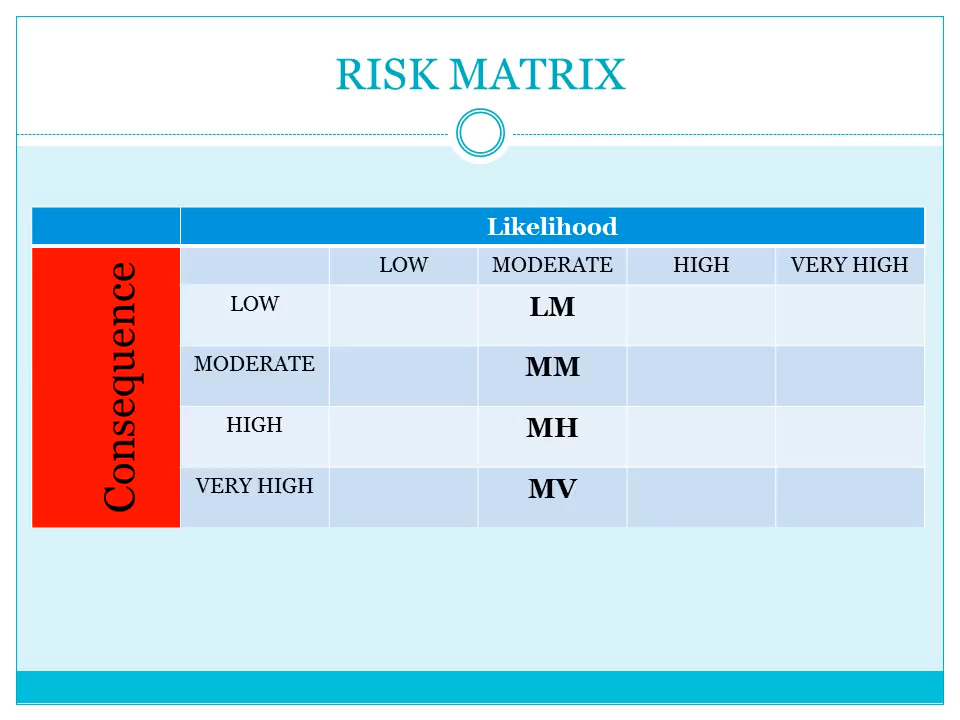 RISK MATRIX
Likelihood
Consequence
LOW MODERATE HIGH VERY HIGH
LOW LM
MODERATE MM
HIGH MH
VERY HIGH MV